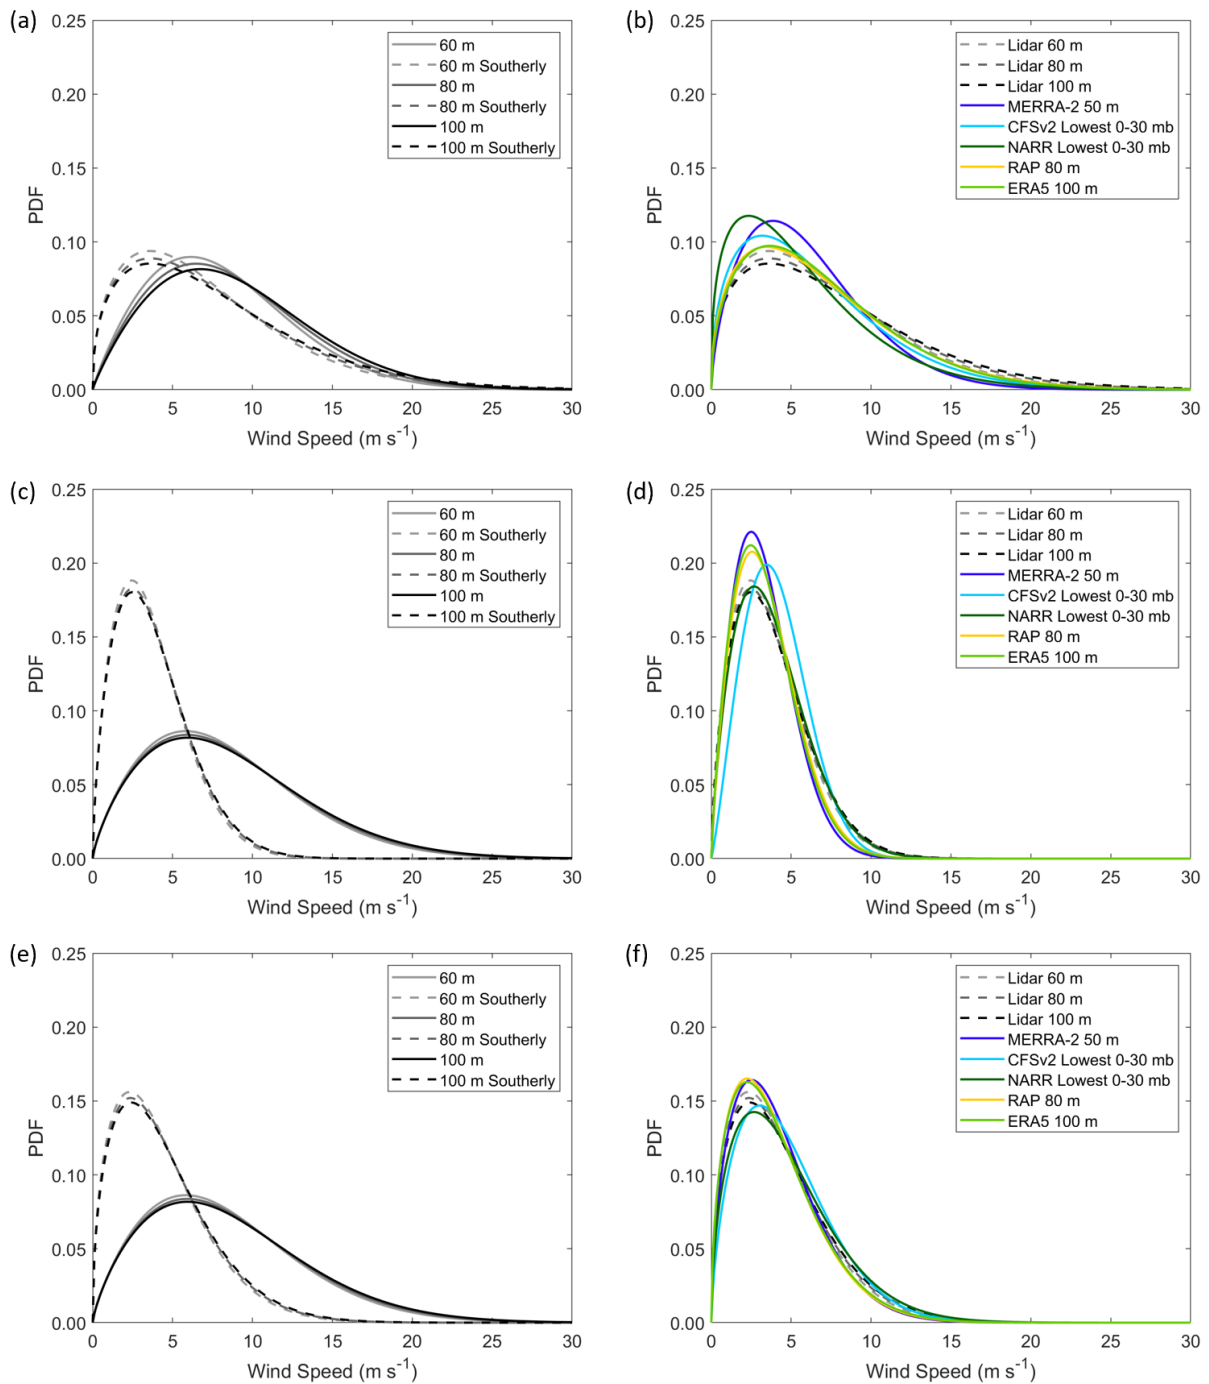 (a)
0.25
0.20
0.15
0.10
0.05
0.00
PDF
0 5 10 15 20 25 30
Wind Speed (m s⁻¹)
60 m
60 m Southerly
80 m
80 m Southerly
100 m
100 m Southerly
(b)
0.25
0.20
0.15
0.10
0.05
0.00
PDF
0 5 10 15 20 25 30
Wind Speed (m s⁻¹)
Lidar 60 m
Lidar 80 m
Lidar 100 m
MERRA-2 50 m
CFSv2 Lowest 0-30 mb
NARR Lowest 0-30 mb
RAP 80 m
ERA5 100 m
(c)
0.25
0.20
0.15
0.10
0.05
0.00
PDF
0 5 10 15 20 25 30
Wind Speed (m s⁻¹)
60 m
60 m Southerly
80 m
80 m Southerly
100 m
100 m Southerly
(d)
0.25
0.20
0.15
0.10
0.05
0.00
PDF
0 5 10 15 20 25 30
Wind Speed (m s⁻¹)
Lidar 60 m
Lidar 80 m
Lidar 100 m
MERRA-2 50 m
CFSv2 Lowest 0-30 mb
NARR Lowest 0-30 mb
RAP 80 m
ERA5 100 m
(e)
0.25
0.20
0.15
0.10
0.05
0.00
PDF
0 5 10 15 20 25 30
Wind Speed (m s⁻¹)
60 m
60 m Southerly
80 m
80 m Southerly
100 m
100 m Southerly
(f)
0.25
0.20
0.15
0.10
0.05
0.00
PDF
0 5 10 15 20 25 30
Wind Speed (m s⁻¹)
Lidar 60 m
Lidar 80 m
Lidar 100 m
MERRA-2 50 m
CFSv2 Lowest 0-30 mb
NARR Lowest 0-30 mb
RAP 80 m
ERA5 100 m